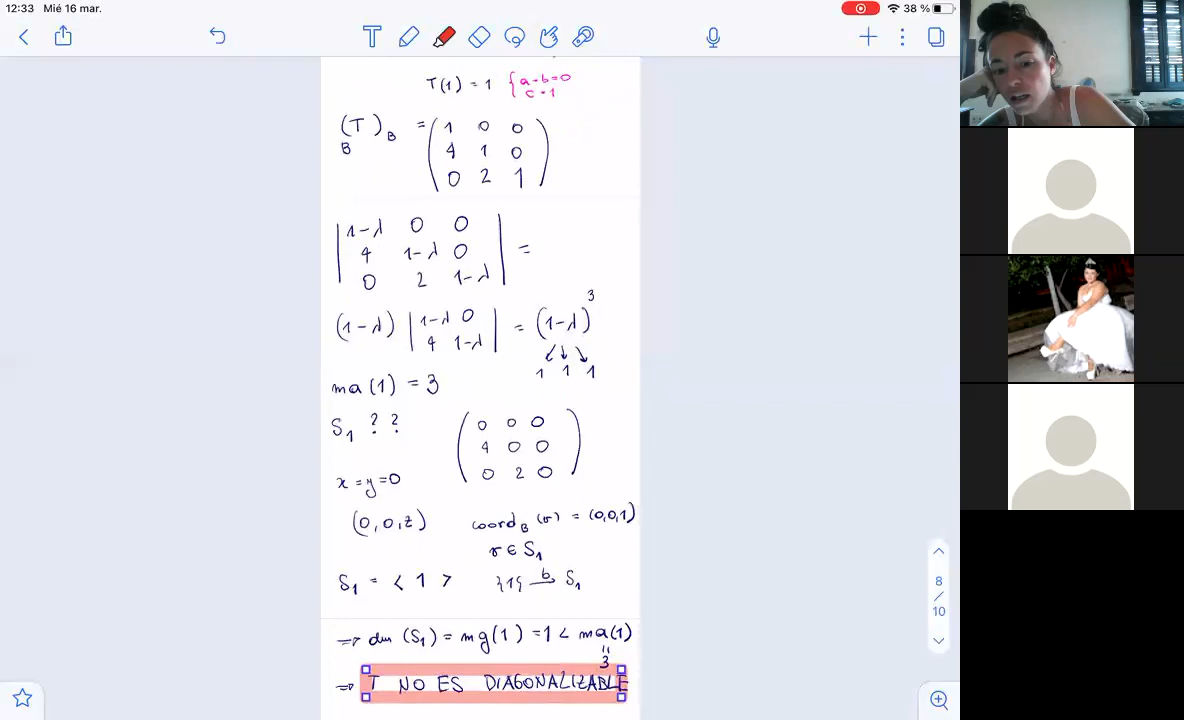 12:33 Mié 16 mar. 38 %
T(1) = 1 { a+b=0
c=1
B(T)B = ( 1 0 0
4 1 0
0 2 1 )
| 1-λ 0 0
4 1-λ 0
0 2 1-λ | =
(1-λ) | 1-λ 0
4 1-λ | = (1-λ)³
1 1 1
ma(1) = 3
S₁ ? ? ( 0 0 0
4 0 0
0 2 0 )
x = y = 0
(0,0,z) coord_B (v) = (0,0,1)
v ∈ S₁
S₁ = < 1 > {1} b→ S₁
⇒ dim (S₁) = mg(1) = 1 < ma(1)
"
3
⇒ T NO ES DIAGONALIZABLE
8
/
10